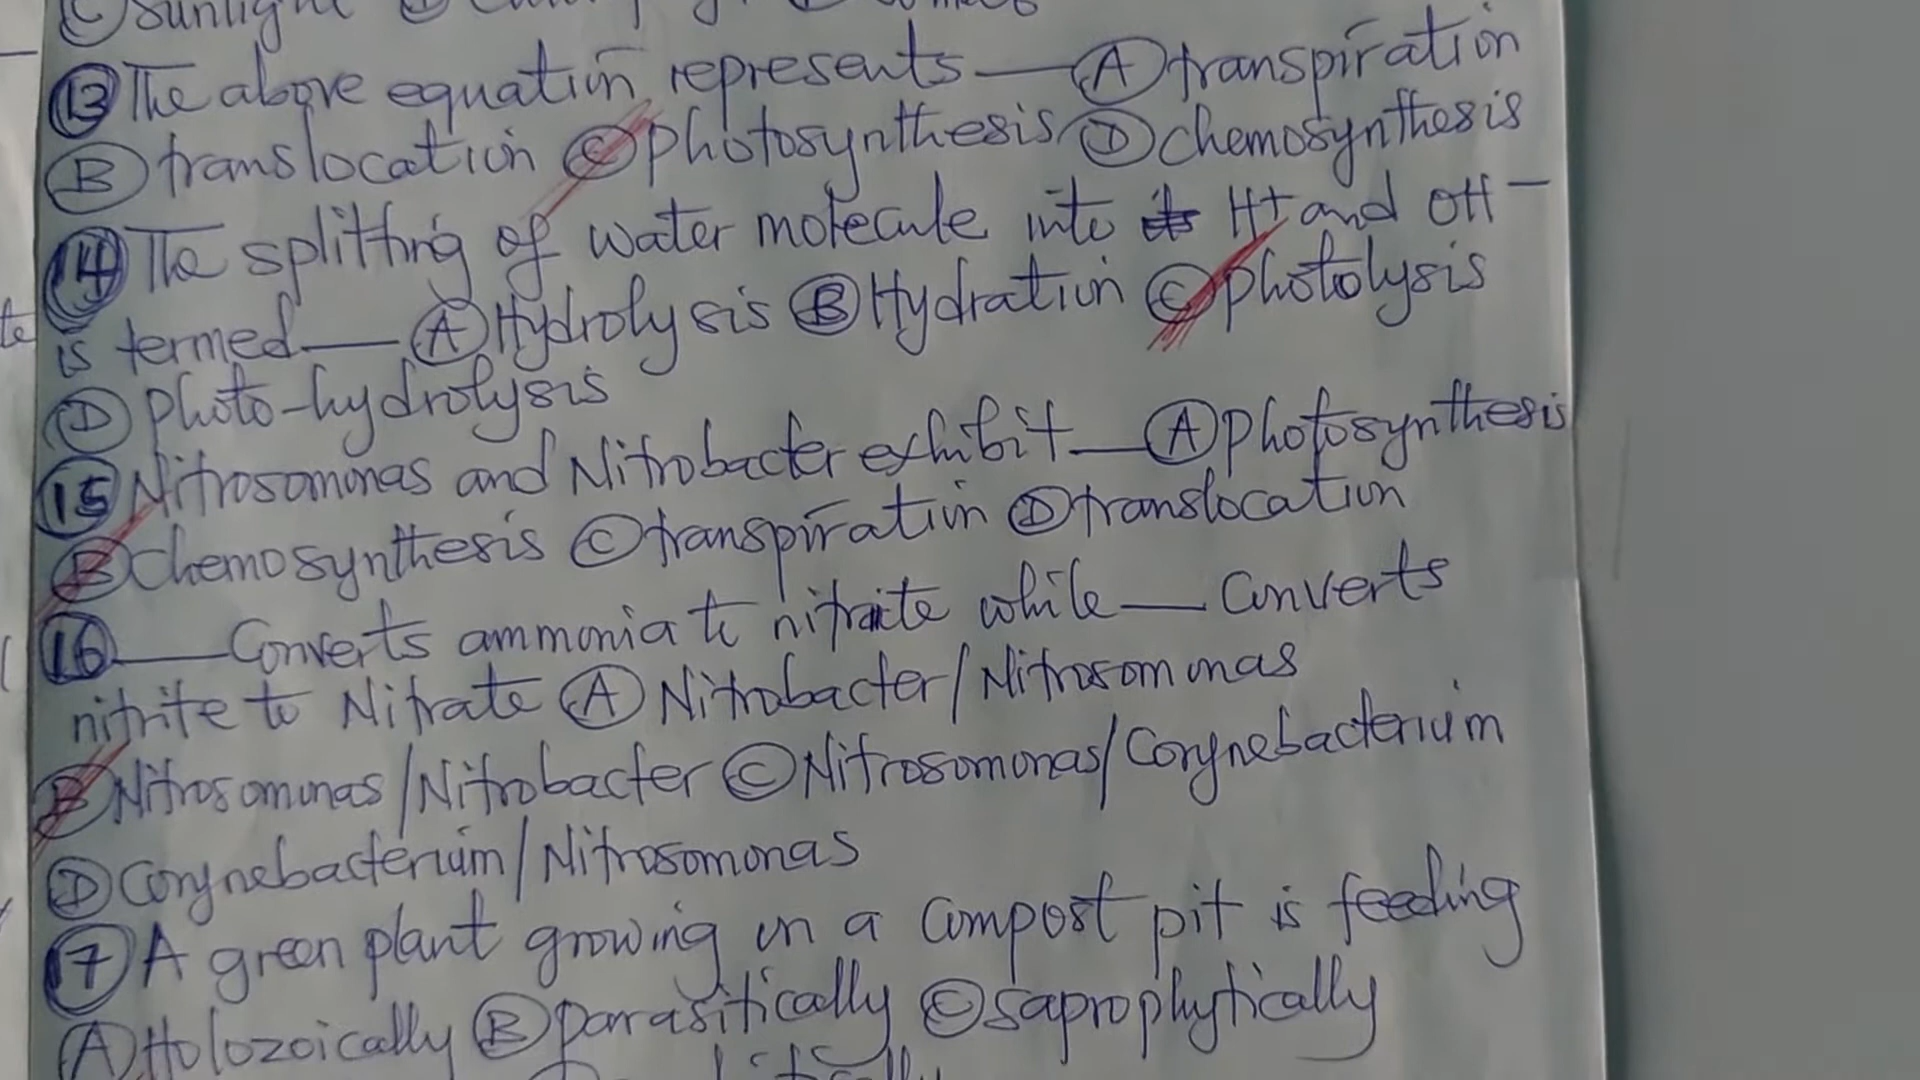 C Sunlight D
13 The above equation represents — A transpiration
B translocation C photosynthesis D chemosynthesis
14 The splitting of water molecule into H+ and OH-
is termed — A Hydrolysis B Hydration C photolysis
D photo-hydrolysis
15 Nitrosomonas and Nitrobacter exhibit — A photosynthesis
B chemosynthesis C transpiration D translocation
16 — Converts ammonia to nitrite while — Converts
nitrite to Nitrate A Nitrobacter/Nitrosomonas
B Nitrosomonas/Nitrobacter C Nitrosomonas/Corynebacterium
D Corynebacterium/Nitrosomonas
17 A green plant growing in a compost pit is feeding
A Holozoically B parasitically C saprophytically